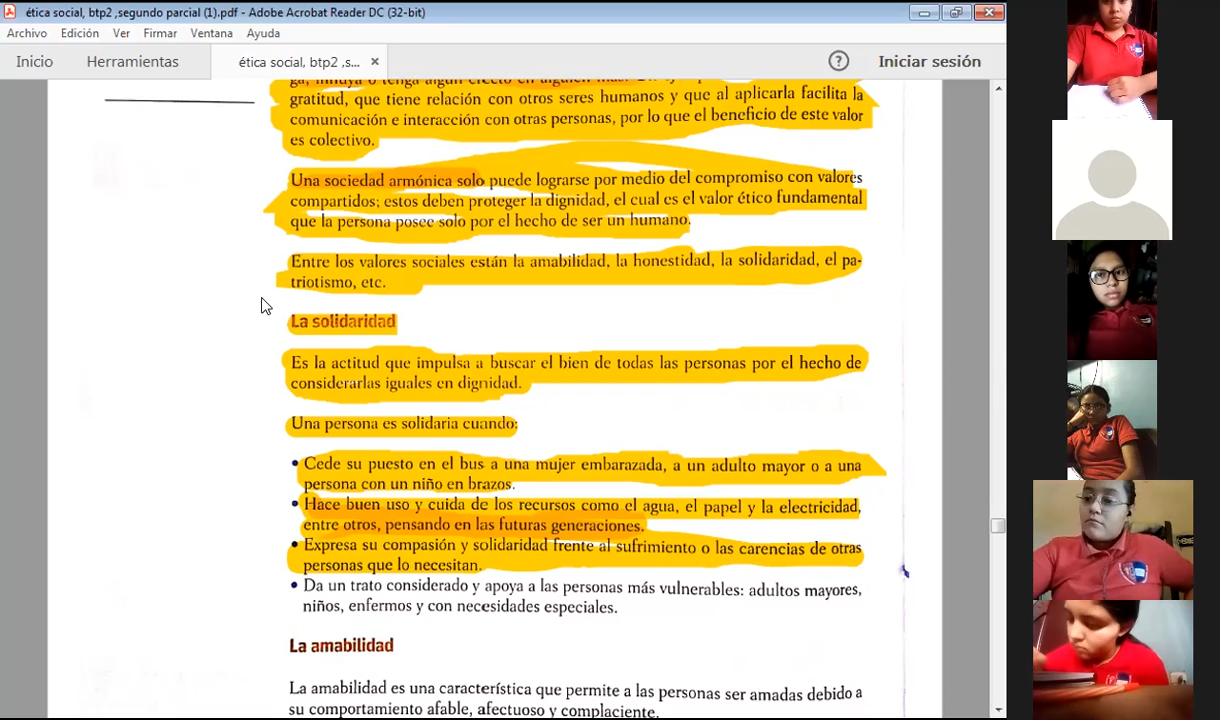 ética social, btp2 ,segundo parcial (1).pdf - Adobe Acrobat Reader DC (32-bit)
Archivo Edición Ver Firmar Ventana Ayuda
Inicio Herramientas ética social, btp2 ,s... × ? Iniciar sesión
ga, influya o tenga algún efecto en alguien más.
gratitud, que tiene relación con otros seres humanos y que al aplicarla facilita la
comunicación e interacción con otras personas, por lo que el beneficio de este valor
es colectivo.
Una sociedad armónica solo puede lograrse por medio del compromiso con valores
compartidos; estos deben proteger la dignidad, el cual es el valor ético fundamental
que la persona posee solo por el hecho de ser un humano.
Entre los valores sociales están la amabilidad, la honestidad, la solidaridad, el pa-
triotismo, etc.
La solidaridad
Es la actitud que impulsa a buscar el bien de todas las personas por el hecho de
considerarlas iguales en dignidad.
Una persona es solidaria cuando:
• Cede su puesto en el bus a una mujer embarazada, a un adulto mayor o a una
persona con un niño en brazos.
• Hace buen uso y cuida de los recursos como el agua, el papel y la electricidad,
entre otros, pensando en las futuras generaciones.
• Expresa su compasión y solidaridad frente al sufrimiento o las carencias de otras
personas que lo necesitan.
• Da un trato considerado y apoya a las personas más vulnerables: adultos mayores,
niños, enfermos y con necesidades especiales.
La amabilidad
La amabilidad es una característica que permite a las personas ser amadas debido a
su comportamiento afable, afectuoso y complaciente.